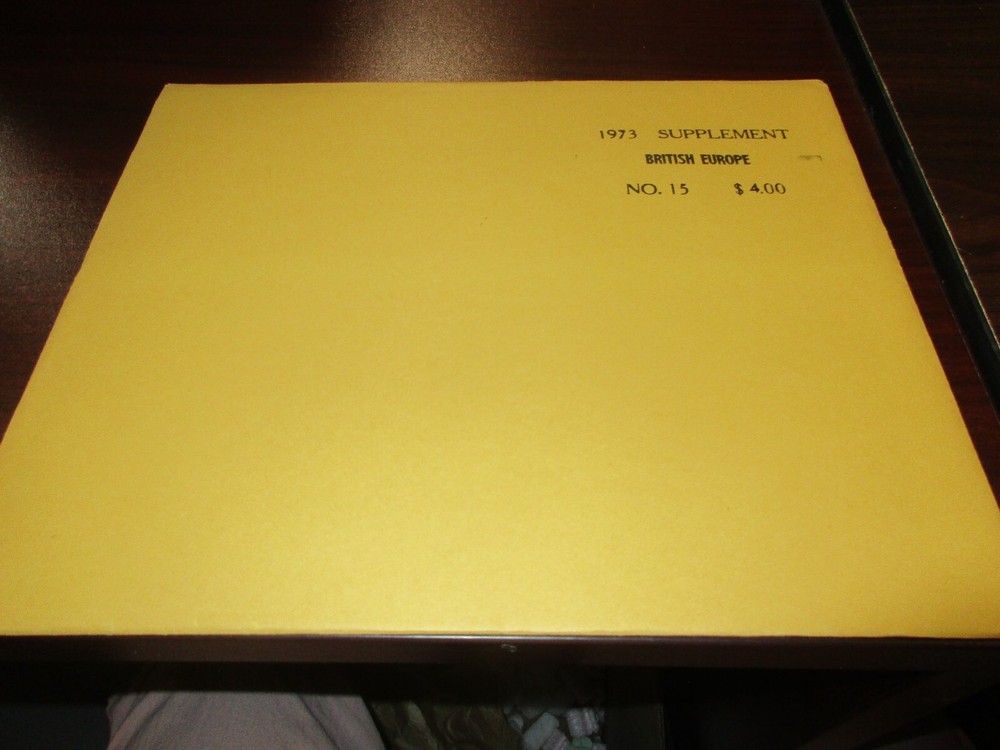 1973 SUPPLEMENT
BRITISH EUROPE
NO. 15 $ 4.00